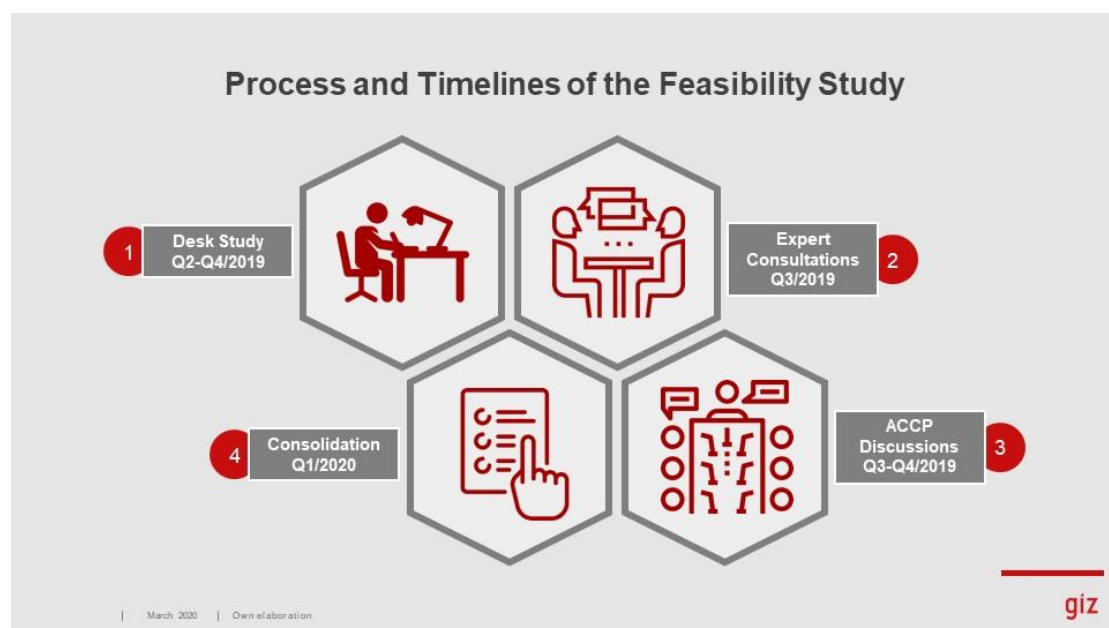 Process and Timelines of the Feasibility Study
1
Desk Study
Q2-Q4/2019
Expert
Consultations
Q3/2019
2
ACCP
Discussions
Q3-Q4/2019
3
4
Consolidation
Q1/2020
| March 2020 | Own elaboration
giz